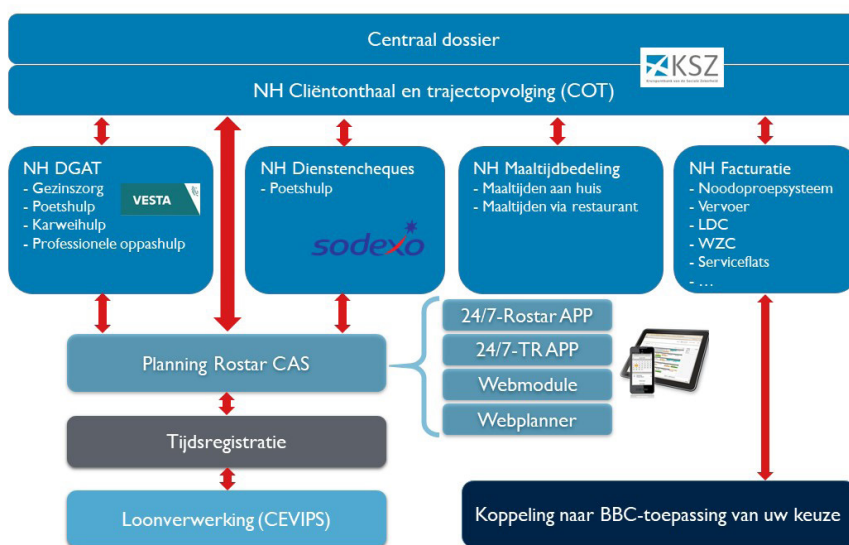 Centraal dossier
KSZ
NH Cliëntonthaal en trajectopvolging (COT)
NH DGAT
- Gezinszorg
- Poetshulp
- Karweihulp
- Professionele oppashulp
VESTA
NH Dienstencheques
- Poetshulp
sodexo
NH Maaltijdbedeling
- Maaltijden aan huis
- Maaltijden via restaurant
NH Facturatie
- Noodoproepsysteem
- Vervoer
- LDC
- WZC
- Serviceflats
- ...
Planning Rostar CAS
24/7-Rostar APP
24/7-TR APP
Webmodule
Webplanner
Tijdsregistratie
Loonverwerking (CEVIPS)
Koppeling naar BBC-toepassing van uw keuze